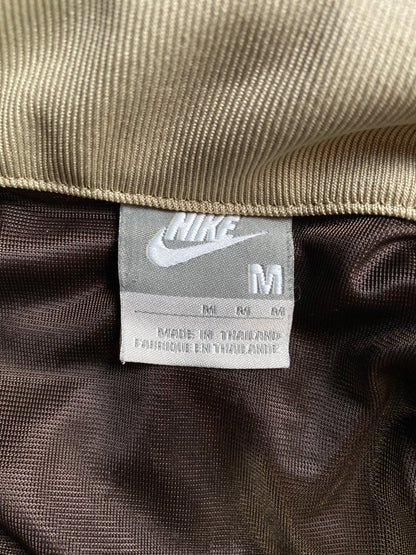 NIKE
M
M M M
MADE IN THAILAND
FABRIQUE EN THAILANDE